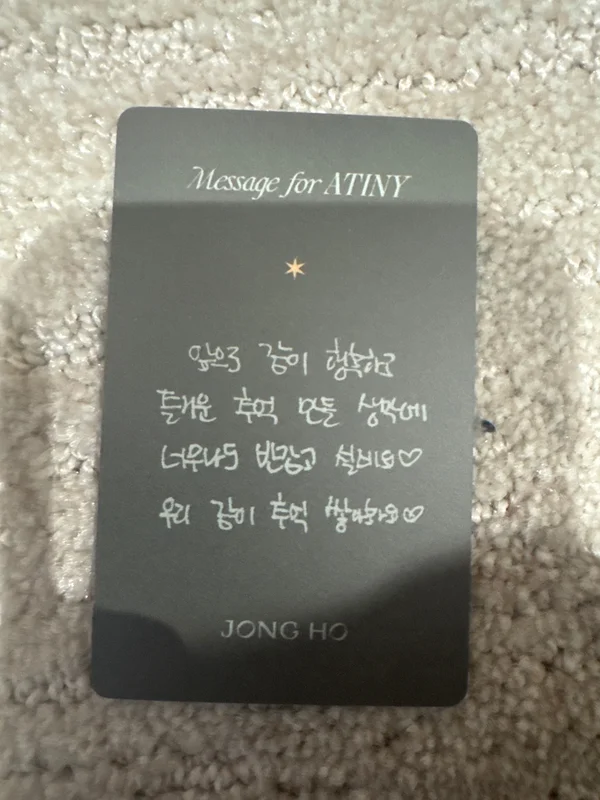 Message for ATINY
앞으로 같이 행복하고
즐거운 추억 만들 생각에
너무나도 반갑고 설레요♡
우리 같이 추억 쌓아가요♡
JONG HO